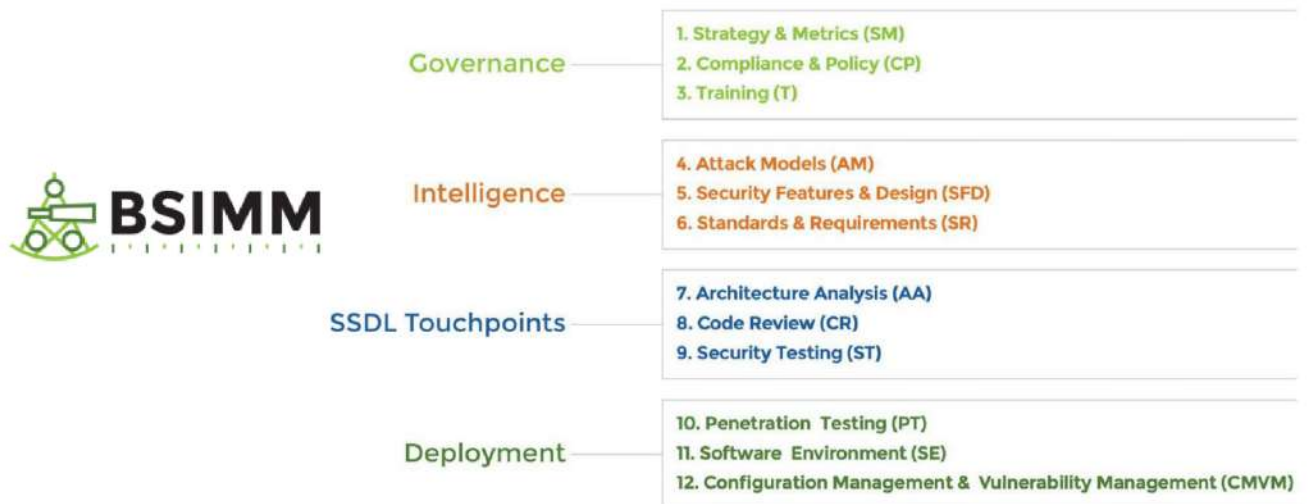 BSIMM
Governance
1. Strategy & Metrics (SM)
2. Compliance & Policy (CP)
3. Training (T)
Intelligence
4. Attack Models (AM)
5. Security Features & Design (SFD)
6. Standards & Requirements (SR)
SSDL Touchpoints
7. Architecture Analysis (AA)
8. Code Review (CR)
9. Security Testing (ST)
Deployment
10. Penetration Testing (PT)
11. Software Environment (SE)
12. Configuration Management & Vulnerability Management (CMVM)